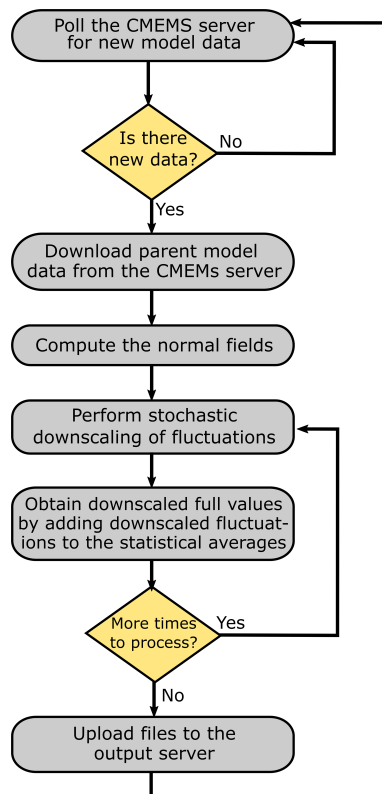 Poll the CMEMS server
for new model data
Is there
new data?
No
Yes
Download parent model
data from the CMEMs server
Compute the normal fields
Perform stochastic
downscaling of fluctuations
Obtain downscaled full values
by adding downscaled fluctuat-
ions to the statistical averages
More times
to process?
Yes
No
Upload files to the
output server